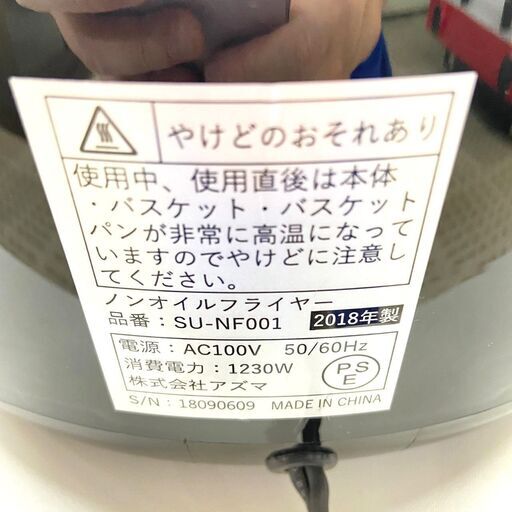 やけどのおそれあり
使用中、使用直後は本体
・バスケット・バスケット
パンが非常に高温になって
いますのでやけどに注意し
てください。
ノンオイルフライヤー
品番：SU-NF001 2018年製
電源：AC100V 50/60Hz
消費電力：1230W
株式会社アズマ
PSE
S/N：18090609 MADE IN CHINA